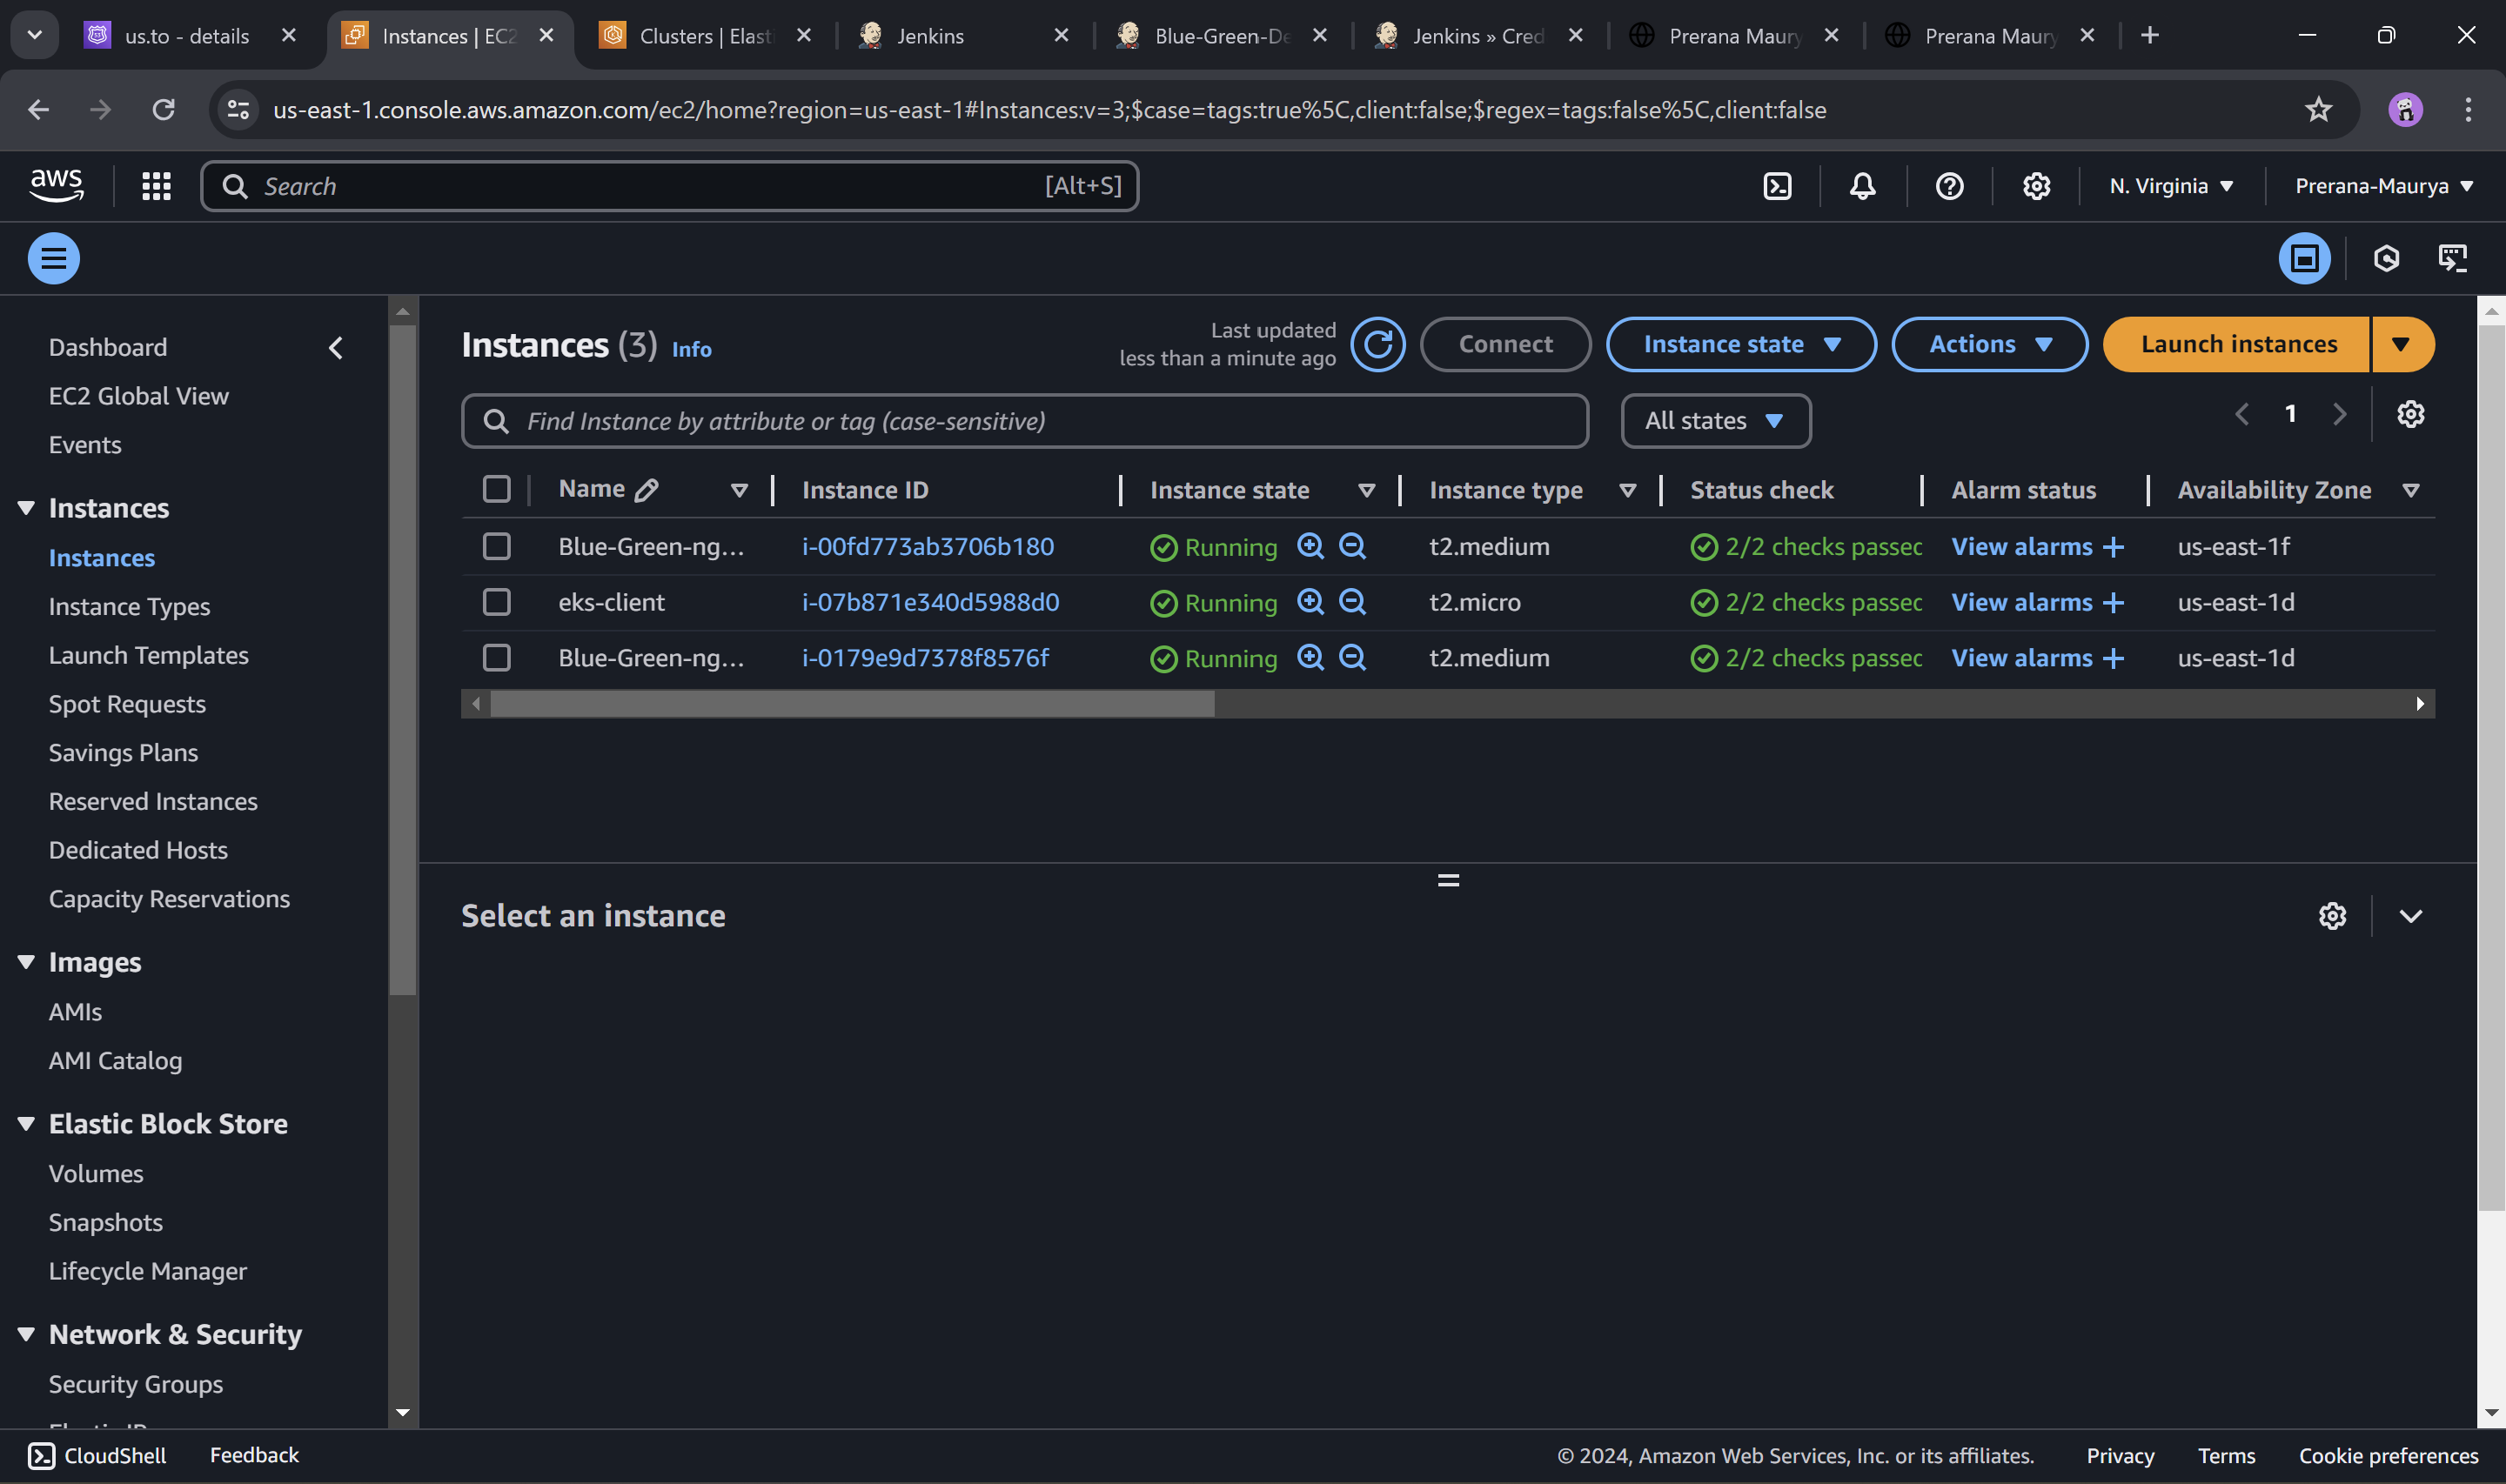 us.to - details
Instances | EC2
Clusters | Elasti
Jenkins
Blue-Green-De
Jenkins » Cred
Prerana Maury
Prerana Maury
us-east-1.console.aws.amazon.com/ec2/home?region=us-east-1#Instances:v=3;$case=tags:true%5C,client:false;$regex=tags:false%5C,client:false
aws
Search
[Alt+S]
N. Virginia
Prerana-Maurya
Dashboard
EC2 Global View
Events
Instances
Instances
Instance Types
Launch Templates
Spot Requests
Savings Plans
Reserved Instances
Dedicated Hosts
Capacity Reservations
Images
AMIs
AMI Catalog
Elastic Block Store
Volumes
Snapshots
Lifecycle Manager
Network & Security
Security Groups
Instances (3) Info
Last updated
less than a minute ago
Connect
Instance state
Actions
Launch instances
Find Instance by attribute or tag (case-sensitive)
All states
1
Name Instance ID Instance state Instance type Status check Alarm status Availability Zone
Blue-Green-ng... i-00fd773ab3706b180 Running t2.medium 2/2 checks passec View alarms + us-east-1f
eks-client i-07b871e340d5988d0 Running t2.micro 2/2 checks passec View alarms + us-east-1d
Blue-Green-ng... i-0179e9d7378f8576f Running t2.medium 2/2 checks passec View alarms + us-east-1d
Select an instance
CloudShell
Feedback
© 2024, Amazon Web Services, Inc. or its affiliates.
Privacy
Terms
Cookie preferences